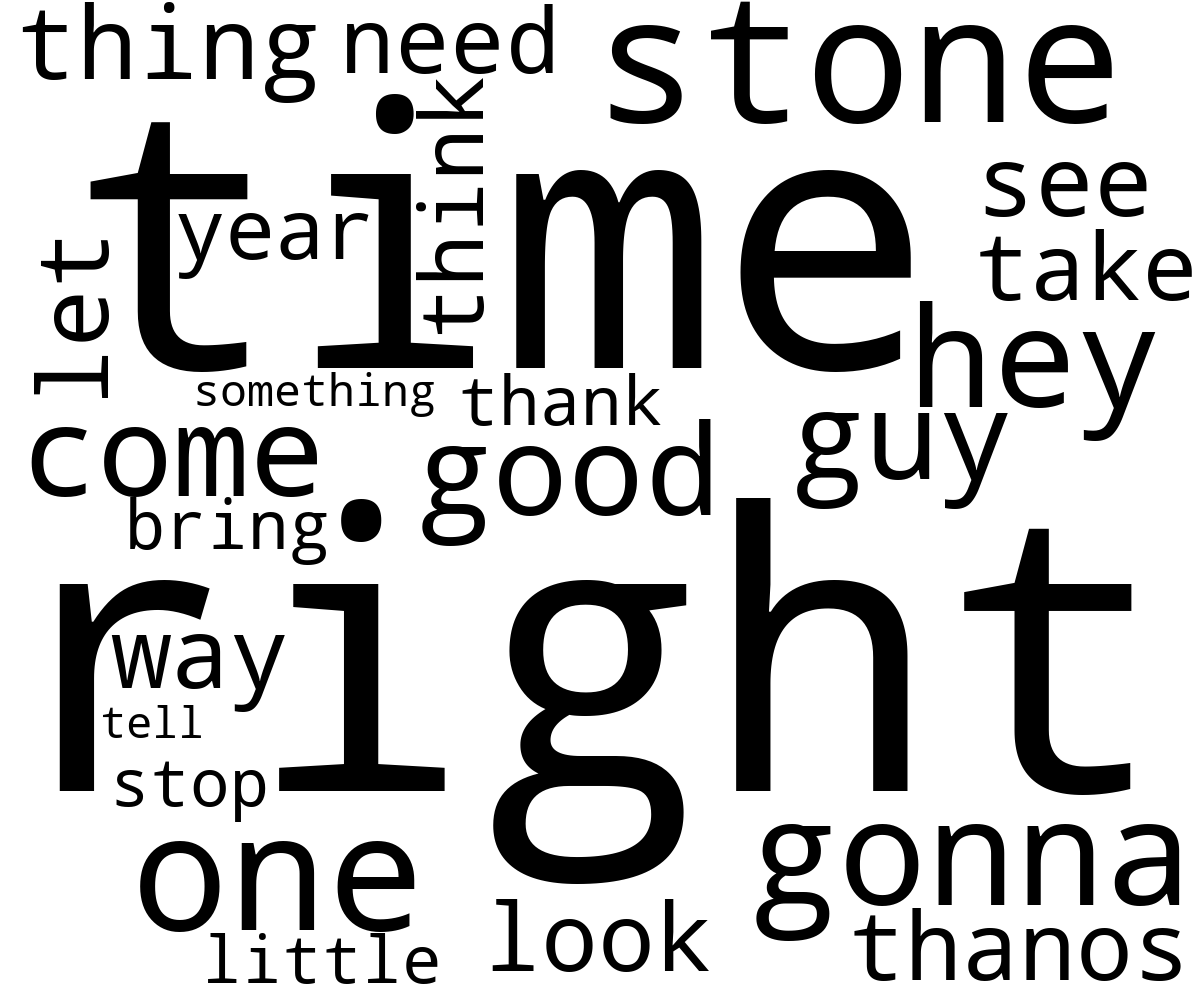 thing need stone
think
time
see
year
take
let
hey
something thank
guy
come good
bring
right
way
tell
stop
one gonna
look thanos
little